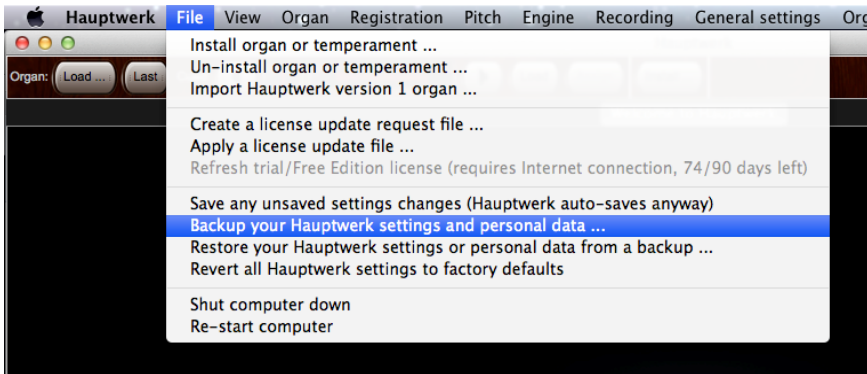 Hauptwerk File View Organ Registration Pitch Engine Recording General settings Org
Install organ or temperament ...
Organ: Load ... Last
Un-install organ or temperament ...
Import Hauptwerk version 1 organ ...
Create a license update request file ...
Apply a license update file ...
Refresh trial/Free Edition license (requires Internet connection, 74/90 days left)
Save any unsaved settings changes (Hauptwerk auto-saves anyway)
Backup your Hauptwerk settings and personal data ...
Restore your Hauptwerk settings or personal data from a backup ...
Revert all Hauptwerk settings to factory defaults
Shut computer down
Re-start computer